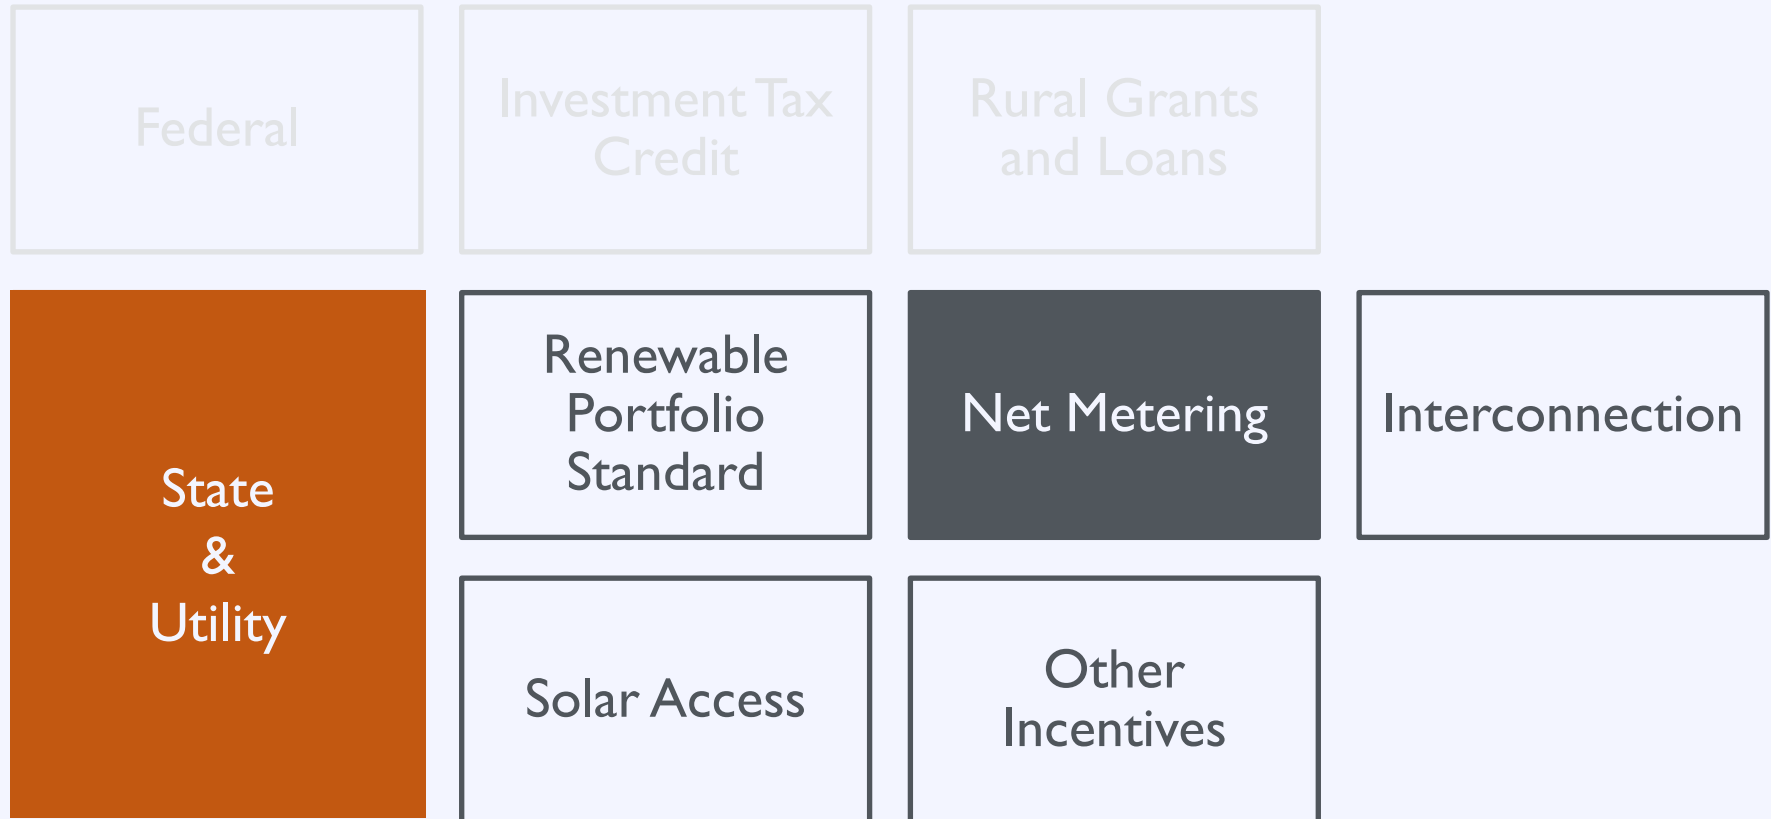 Federal
Investment Tax
Credit
Rural Grants
and Loans
State
&
Utility
Renewable
Portfolio
Standard
Net Metering
Interconnection
Solar Access
Other
Incentives